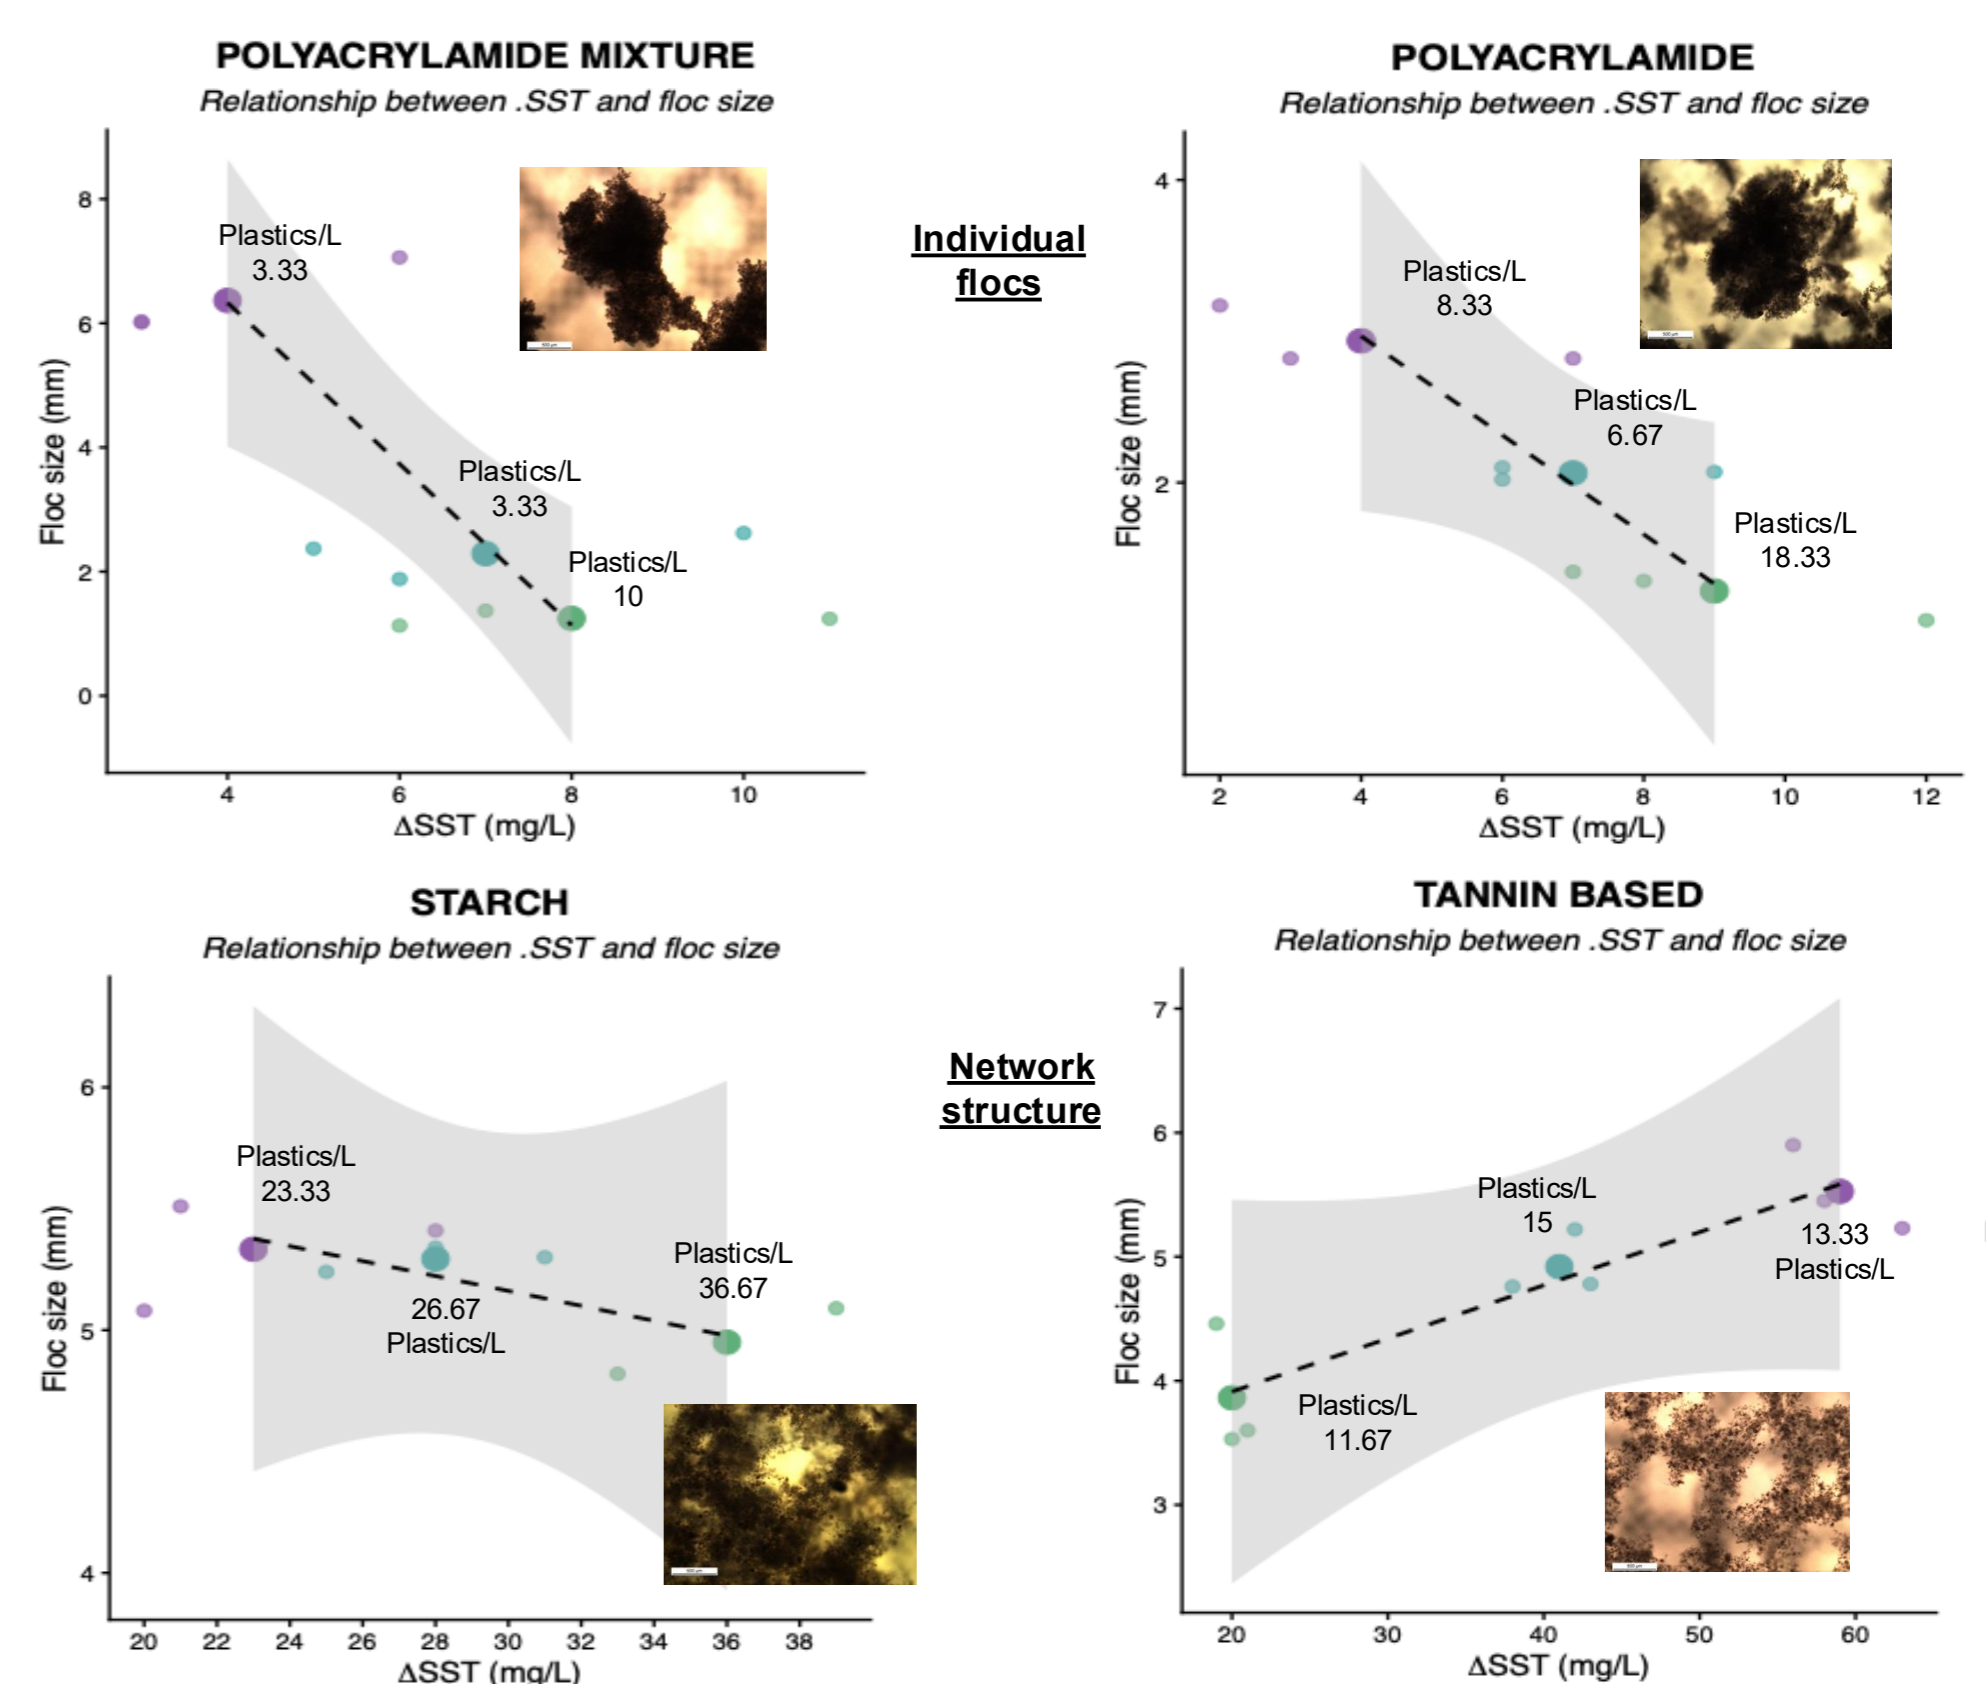 POLYACRYLAMIDE MIXTURE
Relationship between .SST and floc size
8
6
4
2
0
Floc size (mm)
Plastics/L
3.33
Plastics/L
3.33
Plastics/L
10
4 6 8 10
ΔSST (mg/L)
Individual
flocs
POLYACRYLAMIDE
Relationship between .SST and floc size
4
2
Floc size (mm)
Plastics/L
8.33
Plastics/L
6.67
Plastics/L
18.33
2 4 6 8 10 12
ΔSST (mg/L)
STARCH
Relationship between .SST and floc size
6
5
4
Floc size (mm)
Plastics/L
23.33
26.67
Plastics/L
Plastics/L
36.67
20 22 24 26 28 30 32 34 36 38
ΔSST (mg/L)
Network
structure
TANNIN BASED
Relationship between .SST and floc size
7
6
5
4
3
Floc size (mm)
Plastics/L
15
13.33
Plastics/L
Plastics/L
11.67
20 30 40 50 60
ΔSST (mg/L)